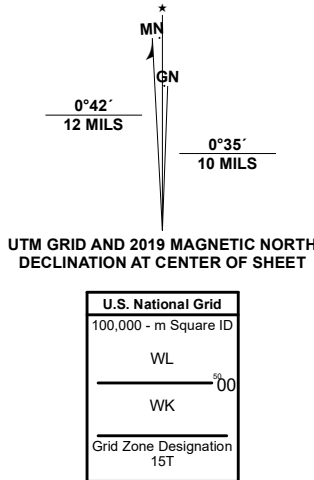 ★
MN
GN
0°42´
12 MILS
0°35´
10 MILS
UTM GRID AND 2019 MAGNETIC NORTH
DECLINATION AT CENTER OF SHEET
U.S. National Grid
100,000 - m Square ID
WL
50 00
WK
Grid Zone Designation
15T